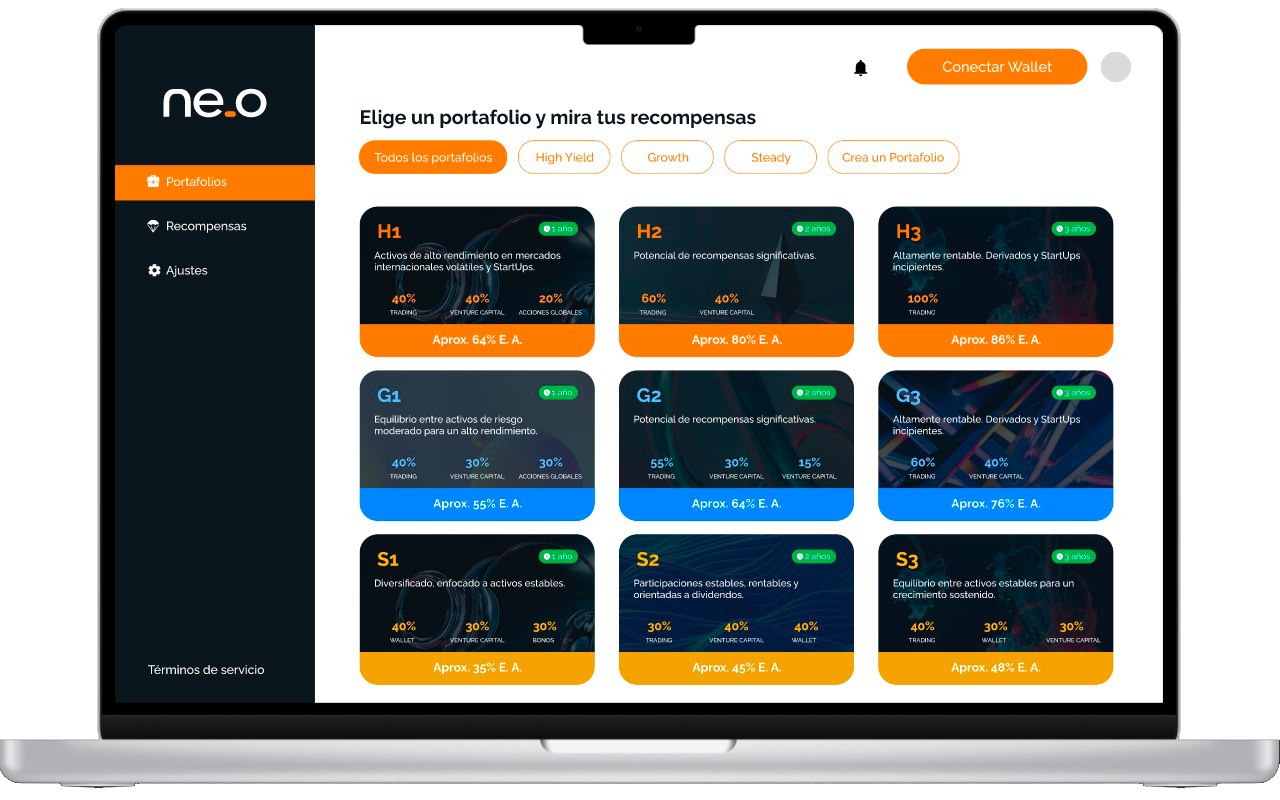 ne_o
Conectar Wallet
Portafolios
Recompensas
Ajustes
Términos de servicio
Elige un portafolio y mira tus recompensas
Todos los portafolios
High Yield
Growth
Steady
Crea un Portafolio
H1
1 año
Activos de alto rendimiento en mercados
internacionales volátiles y StartUps.
40% 40% 20%
TRADING VENTURE CAPITAL ACCIONES GLOBALES
Aprox. 64% E. A.
H2
2 años
Potencial de recompensas significativas.
60% 40%
TRADING VENTURE CAPITAL
Aprox. 80% E. A.
H3
3 años
Altamente rentable. Derivados y StartUps
incipientes.
100%
TRADING
Aprox. 86% E. A.
G1
1 año
Equilibrio entre activos de riesgo
moderado para un alto rendimiento.
40% 30% 30%
TRADING VENTURE CAPITAL ACCIONES GLOBALES
Aprox. 55% E. A.
G2
2 años
Potencial de recompensas significativas.
55% 30% 15%
TRADING VENTURE CAPITAL VENTURE CAPITAL
Aprox. 64% E. A.
G3
3 años
Altamente rentable. Derivados y StartUps
incipientes.
60% 40%
TRADING VENTURE CAPITAL
Aprox. 76% E. A.
S1
1 año
Diversificado, enfocado a activos estables.
40% 30% 30%
WALLET VENTURE CAPITAL BONOS
Aprox. 35% E. A.
S2
2 años
Participaciones estables, rentables y
orientadas a dividendos.
30% 40% 40%
TRADING VENTURE CAPITAL WALLET
Aprox. 45% E. A.
S3
3 años
Equilibrio entre activos estables para un
crecimiento sostenido.
40% 30% 30%
TRADING WALLET VENTURE CAPITAL
Aprox. 48% E. A.